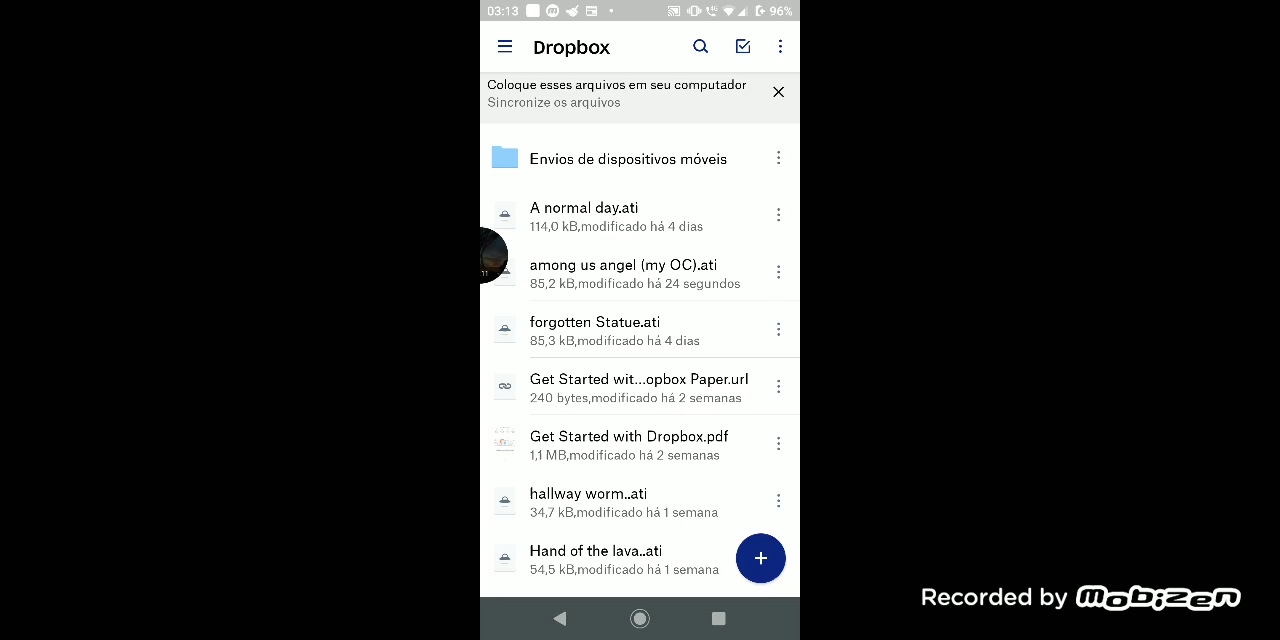 03:13
4G
96%
Dropbox
Coloque esses arquivos em seu computador
Sincronize os arquivos
Envios de dispositivos móveis
A normal day.ati
114,0 kB,modificado há 4 dias
11
among us angel (my OC).ati
85,2 kB,modificado há 24 segundos
forgotten Statue.ati
85,3 kB,modificado há 4 dias
Get Started wit...opbox Paper.url
240 bytes,modificado há 2 semanas
Get Started with Dropbox.pdf
1,1 MB,modificado há 2 semanas
hallway worm..ati
34,7 kB,modificado há 1 semana
Hand of the lava..ati
54,5 kB,modificado há 1 semana
Recorded by mobizen